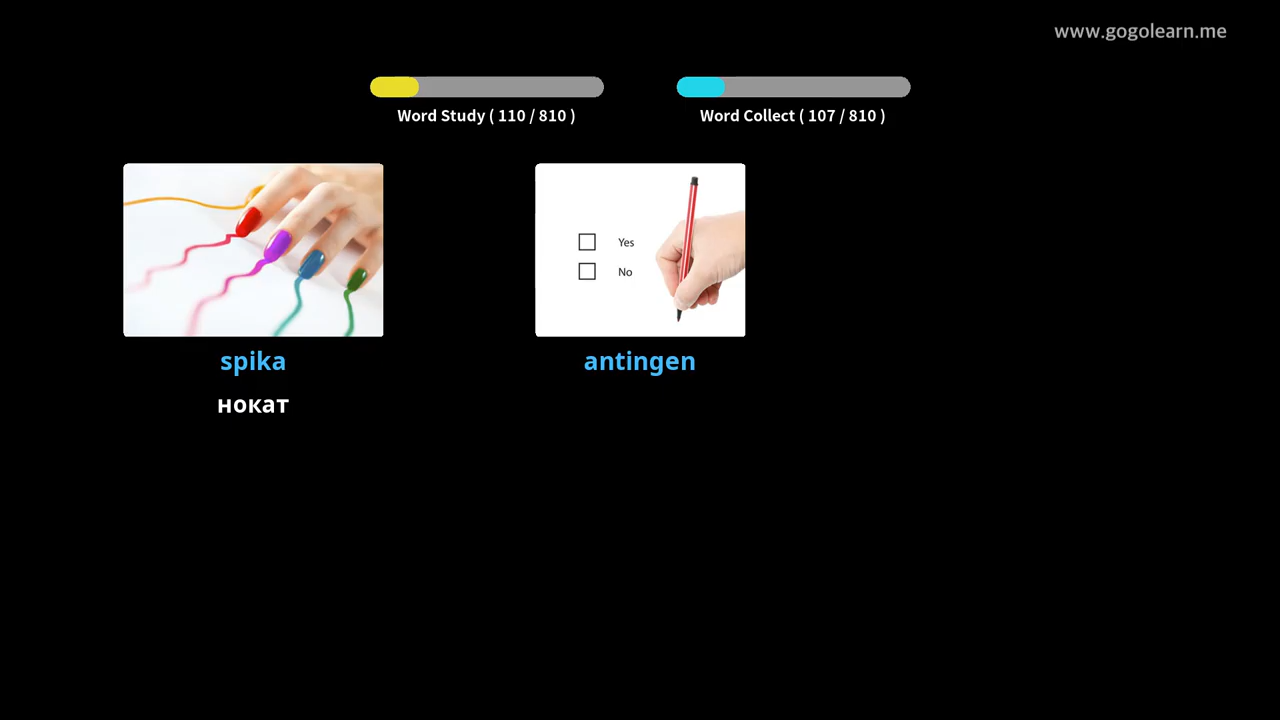 www.gogolearn.me
Word Study ( 110 / 810 )
Word Collect ( 107 / 810 )
Yes
No
spika
antingen
нокат